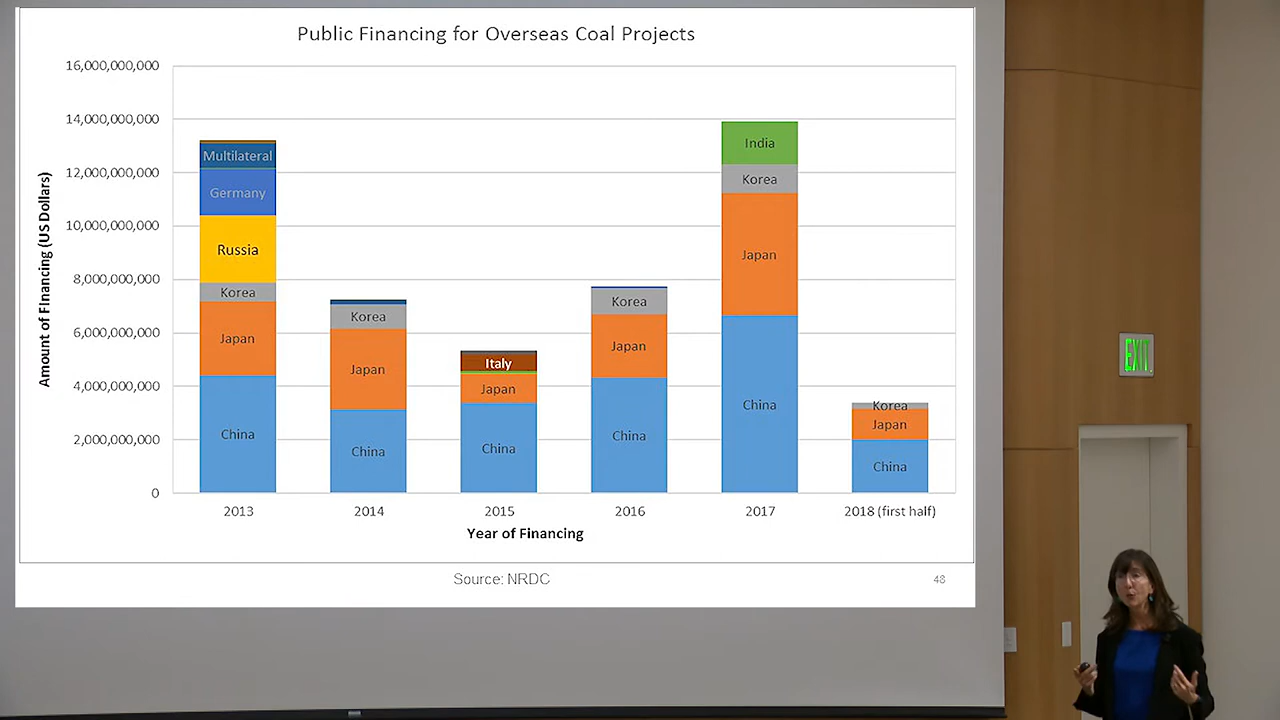 Public Financing for Overseas Coal Projects
Amount of Financing (US Dollars)
16,000,000,000
14,000,000,000
12,000,000,000
10,000,000,000
8,000,000,000
6,000,000,000
4,000,000,000
2,000,000,000
0
Multilateral
Germany
Russia
Korea
Japan
China
Korea
Japan
China
Italy
Japan
China
Korea
Japan
China
India
Korea
Japan
China
Korea
Japan
China
2013
2014
2015
2016
2017
2018 (first half)
Year of Financing
Source: NRDC
48
EXIT